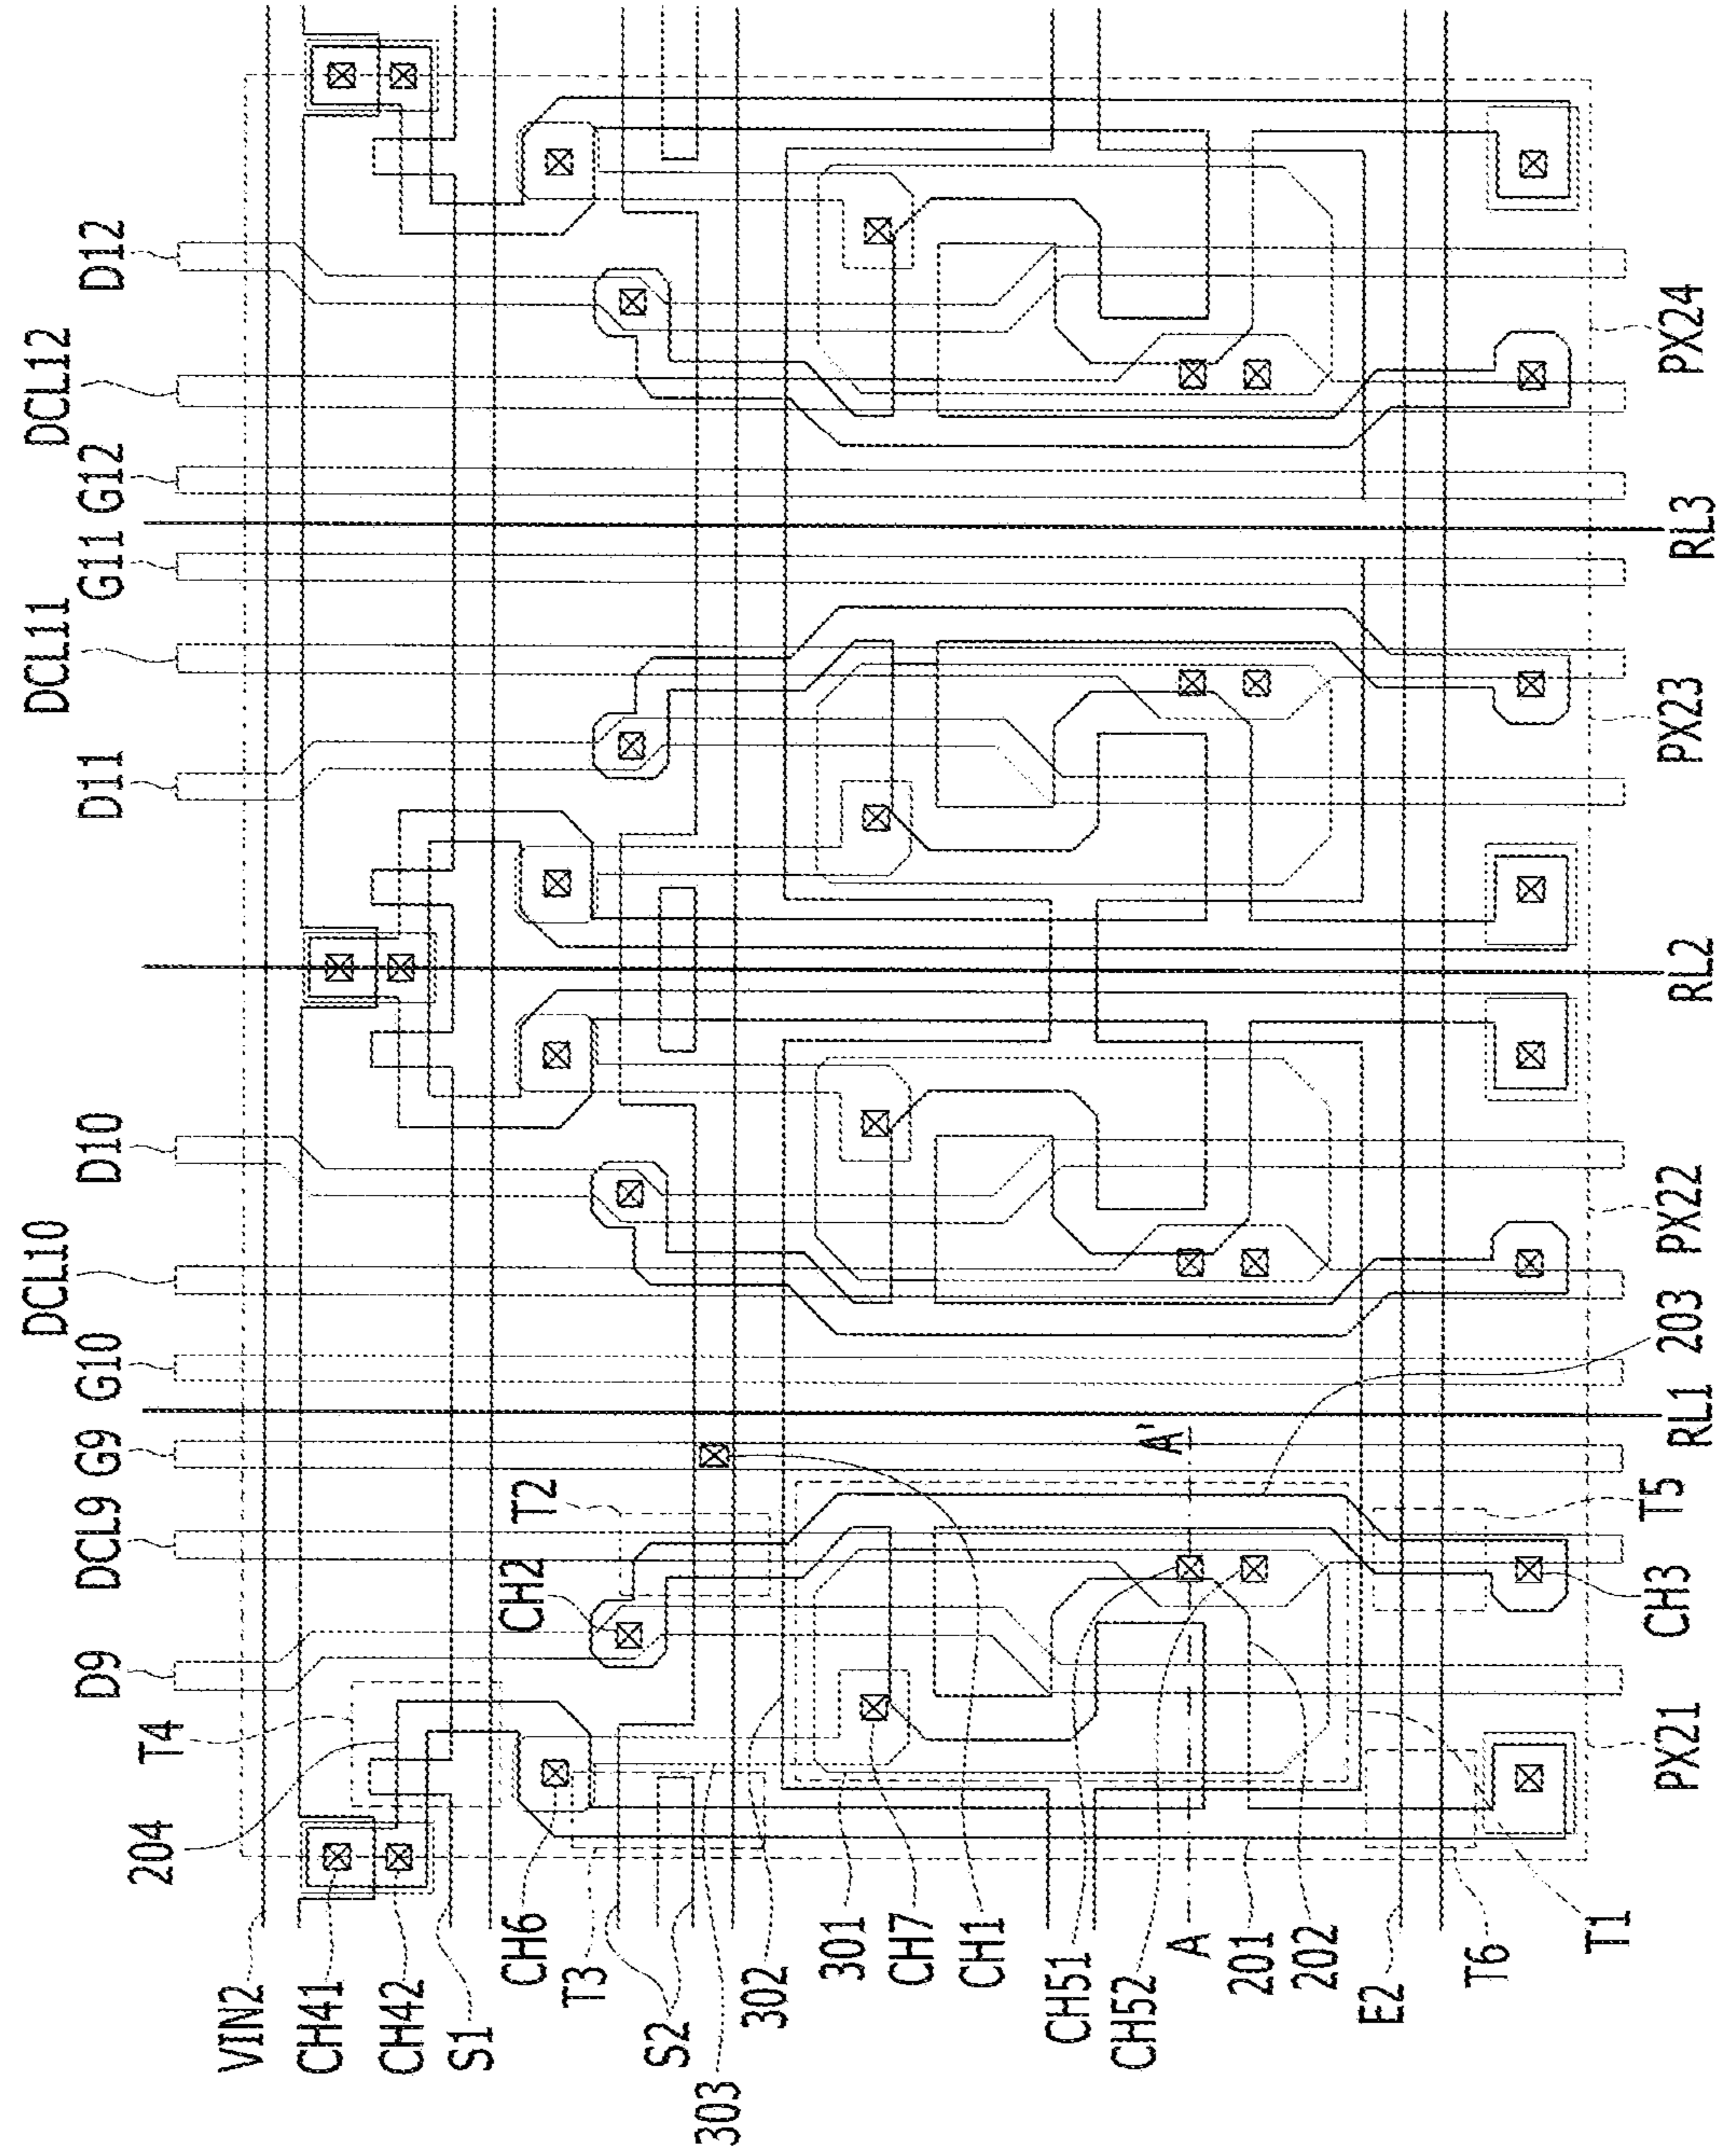 D9
DCL9
G9
G10
DCL10
D10
D11
DCL11
G11
G12
DCL12
D12
T4
204
CH2
T2
VIN2
CH41
CH42
S1
CH6
T3
S2
303
302
301
CH7
CH1
CH51
CH52
A
A'
201
202
E2
T6
T1
PX21
CH3
T5
RL1
203
PX22
RL2
PX23
RL3
PX24